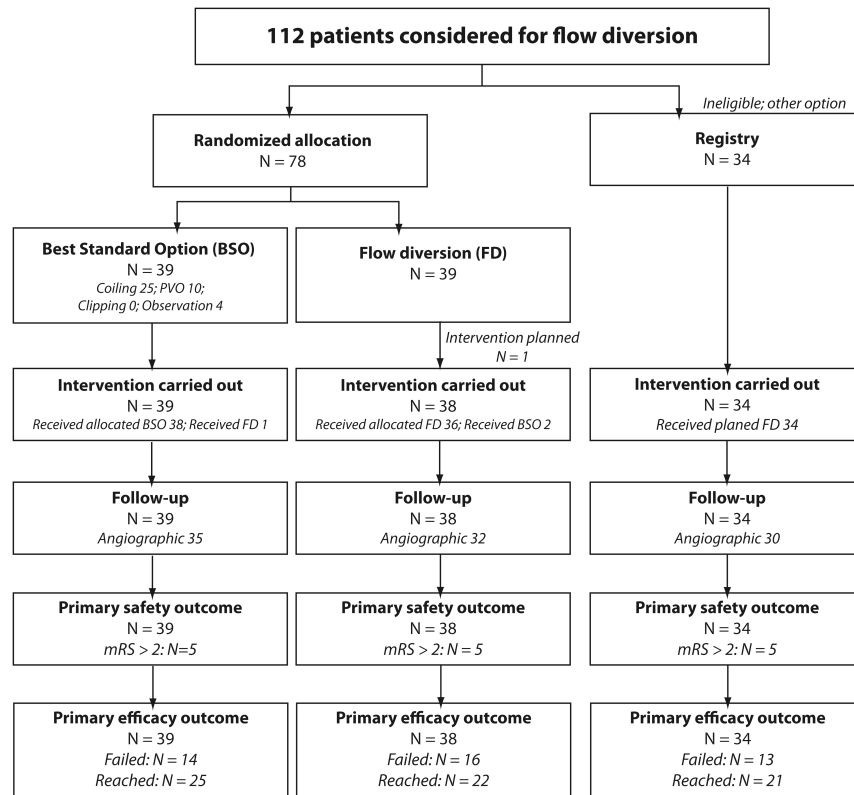 112 patients considered for flow diversion
Ineligible; other option
Randomized allocation
N = 78
Registry
N = 34
Best Standard Option (BSO)
N = 39
Coiling 25; PVO 10;
Clipping 0; Observation 4
Flow diversion (FD)
N = 39
Intervention planned
N = 1
Intervention carried out
N = 39
Received allocated BSO 38; Received FD 1
Intervention carried out
N = 38
Received allocated FD 36; Received BSO 2
Intervention carried out
N = 34
Received planed FD 34
Follow-up
N = 39
Angiographic 35
Follow-up
N = 38
Angiographic 32
Follow-up
N = 34
Angiographic 30
Primary safety outcome
N = 39
mRS > 2: N=5
Primary safety outcome
N = 38
mRS > 2: N = 5
Primary safety outcome
N = 34
mRS > 2: N = 5
Primary efficacy outcome
N = 39
Failed: N = 14
Reached: N = 25
Primary efficacy outcome
N = 38
Failed: N = 16
Reached: N = 22
Primary efficacy outcome
N = 34
Failed: N = 13
Reached: N = 21